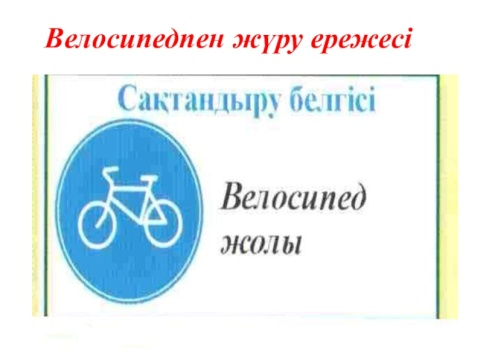 Велосипедпен жүру ережесі
Сақтандыру белгісі
Велосипед
жолы